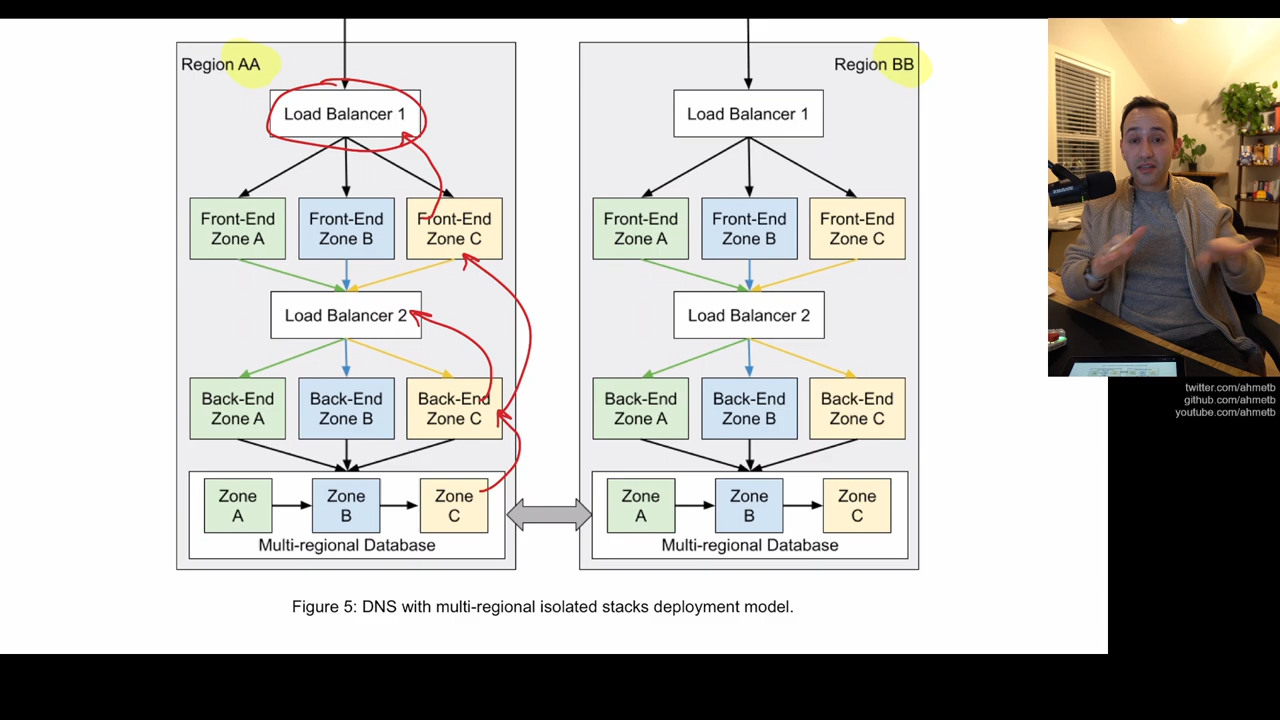 Region AA
Load Balancer 1
Front-End
Zone A
Front-End
Zone B
Front-End
Zone C
Load Balancer 2
Back-End
Zone A
Back-End
Zone B
Back-End
Zone C
Zone
A
Zone
B
Zone
C
Multi-regional Database
Region BB
Load Balancer 1
Front-End
Zone A
Front-End
Zone B
Front-End
Zone C
Load Balancer 2
Back-End
Zone A
Back-End
Zone B
Back-End
Zone C
Zone
A
Zone
B
Zone
C
Multi-regional Database
Figure 5: DNS with multi-regional isolated stacks deployment model.
twitter.com/ahmetb
github.com/ahmetb
youtube.com/ahmetb